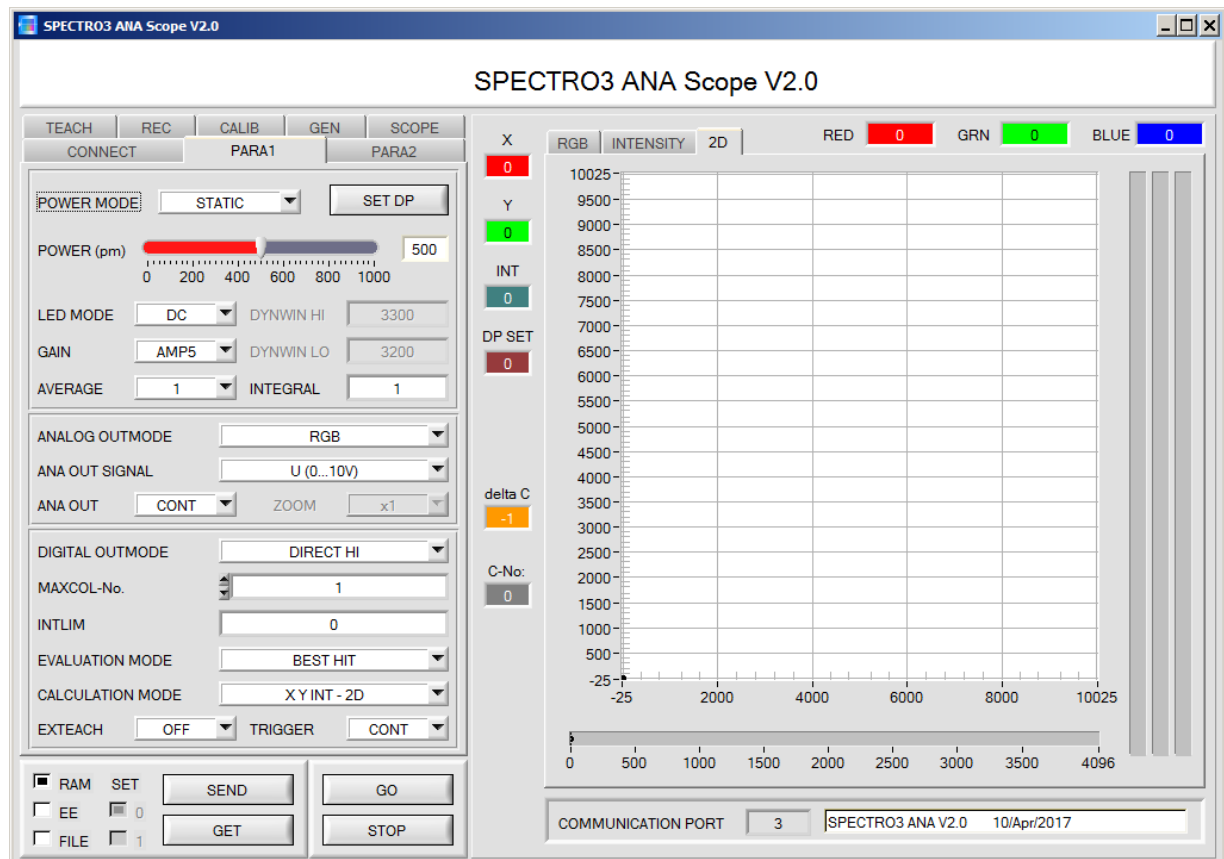 SPECTRO3 ANA Scope V2.0
SPECTRO3 ANA Scope V2.0
TEACH REC CALIB GEN SCOPE
CONNECT PARA1 PARA2
POWER MODE STATIC SET DP
POWER (pm) 500
0 200 400 600 800 1000
LED MODE DC DYNWIN HI 3300
GAIN AMP5 DYNWIN LO 3200
AVERAGE 1 INTEGRAL 1
ANALOG OUTMODE RGB
ANA OUT SIGNAL U (0...10V)
ANA OUT CONT ZOOM x1
DIGITAL OUTMODE DIRECT HI
MAXCOL-No. 1
INTLIM 0
EVALUATION MODE BEST HIT
CALCULATION MODE X Y INT - 2D
EXTEACH OFF TRIGGER CONT
RAM SET SEND GO
EE 0
GET STOP
FILE 1
X
0
Y
0
INT
0
DP SET
0
delta C
-1
C-No:
0
RGB INTENSITY 2D RED 0 GRN 0 BLUE 0
10025
9500
9000
8500
8000
7500
7000
6500
6000
5500
5000
4500
4000
3500
3000
2500
2000
1500
1000
500
-25
-25 2000 4000 6000 8000 10025
0 500 1000 1500 2000 2500 3000 3500 4096
COMMUNICATION PORT 3 SPECTRO3 ANA V2.0 10/Apr/2017